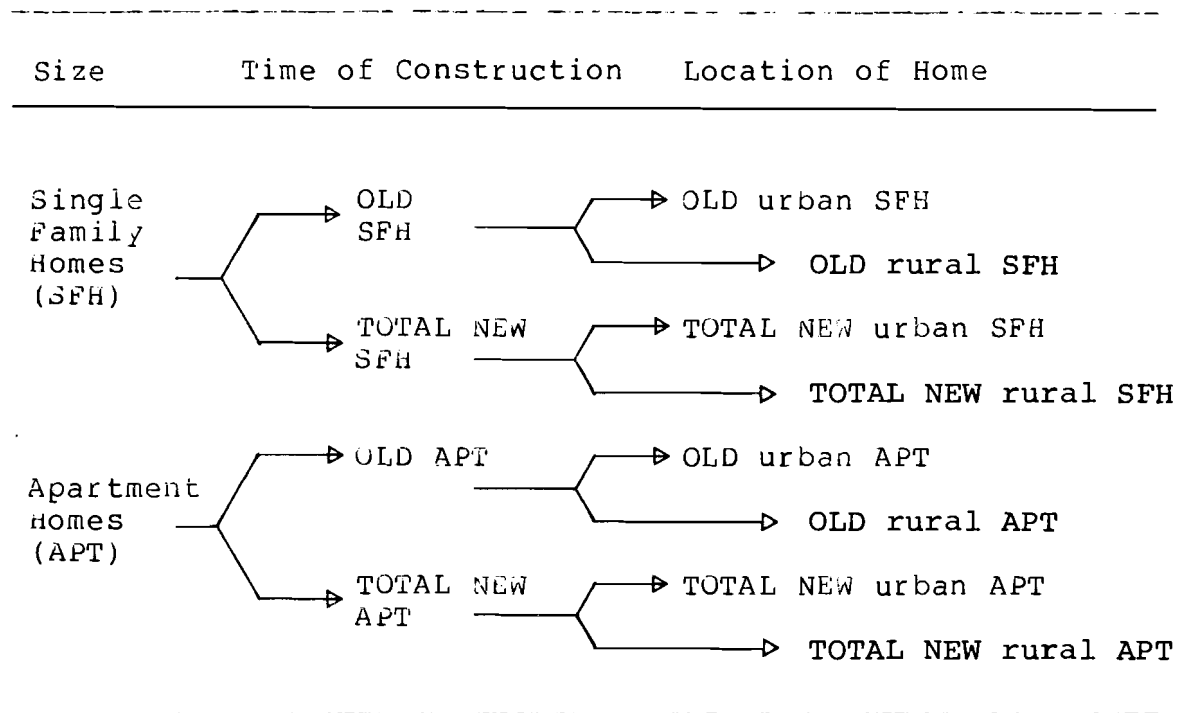 Size Time of Construction Location of Home
Single
Family
Homes
(SFH)
OLD
SFH
OLD urban SFH
OLD rural SFH
TOTAL NEW
SFH
TOTAL NEW urban SFH
TOTAL NEW rural SFH
Apartment
Homes
(APT)
OLD APT
OLD urban APT
OLD rural APT
TOTAL NEW
APT
TOTAL NEW urban APT
TOTAL NEW rural APT